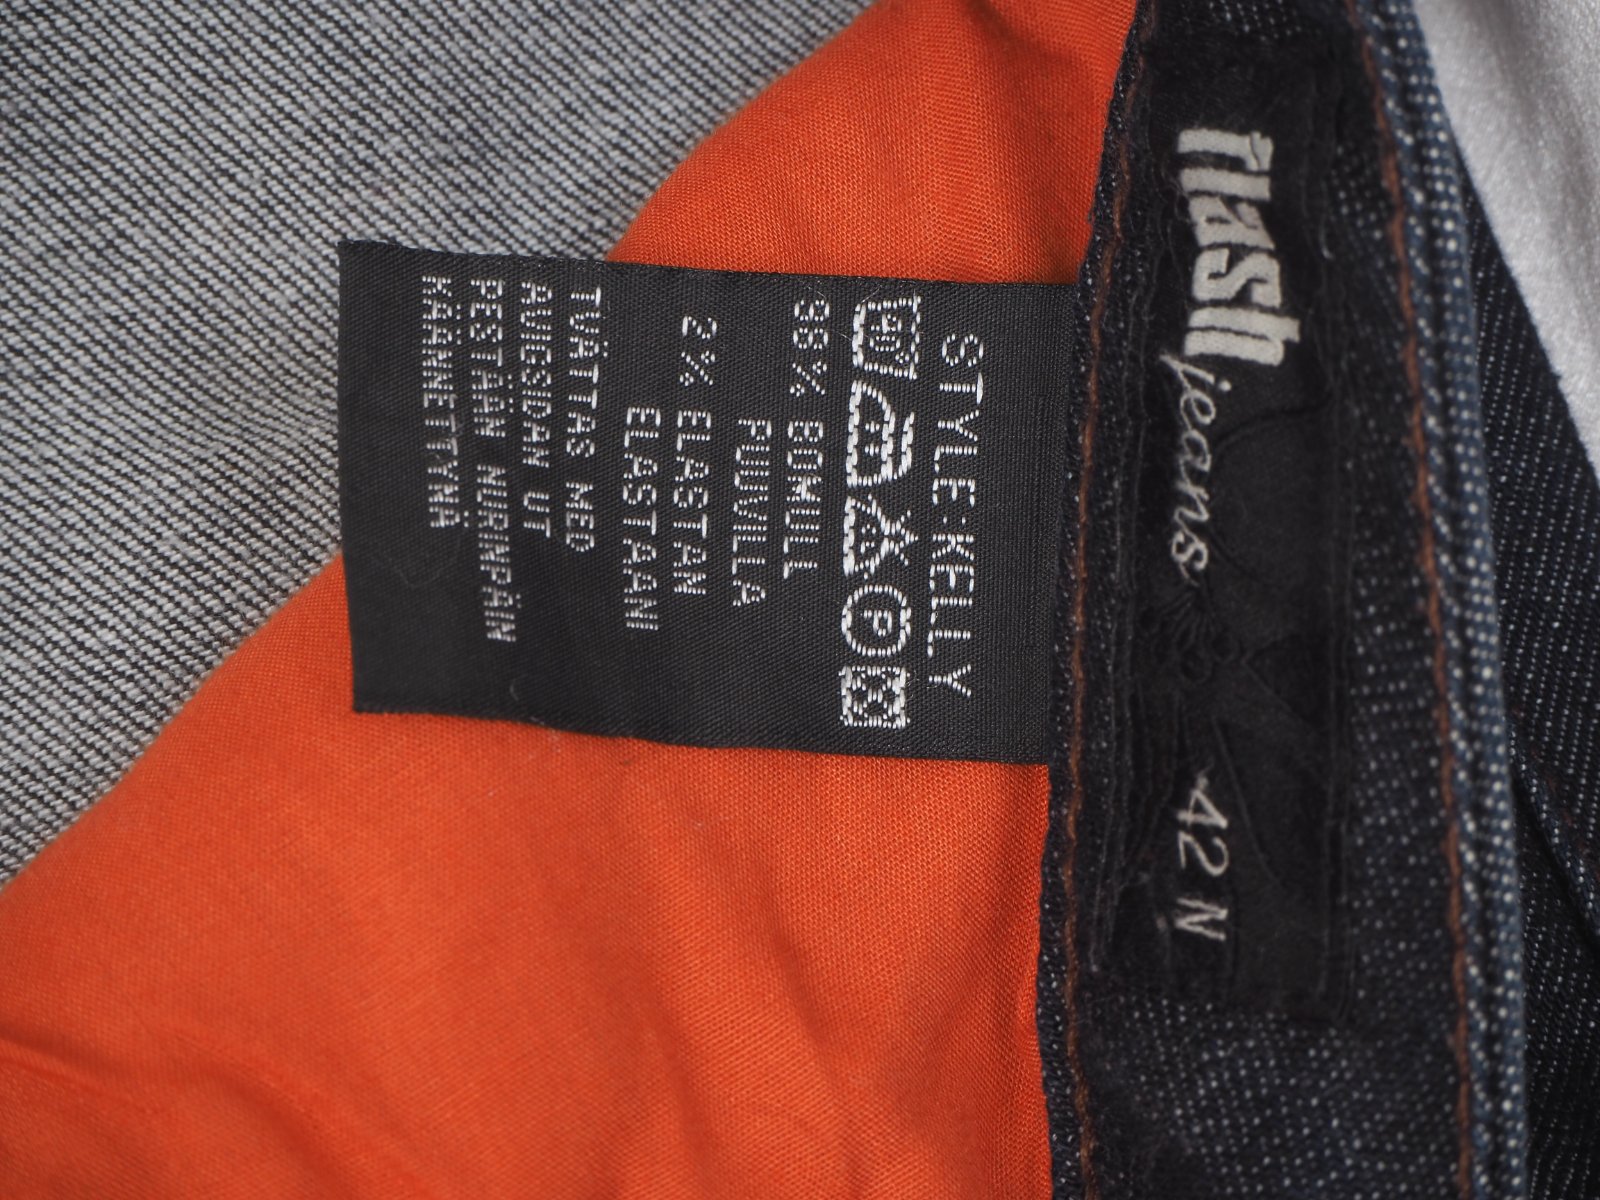 flash
jeans
42 N
STYLE:KELLY
98% BOMULL
PUUVILLA
2% ELASTAN
ELASTAANI
TVÄTTAS MED
AVIGSIDAN UT
PESTÄÄN NURINPÄIN
KÄÄNNETTYNÄ